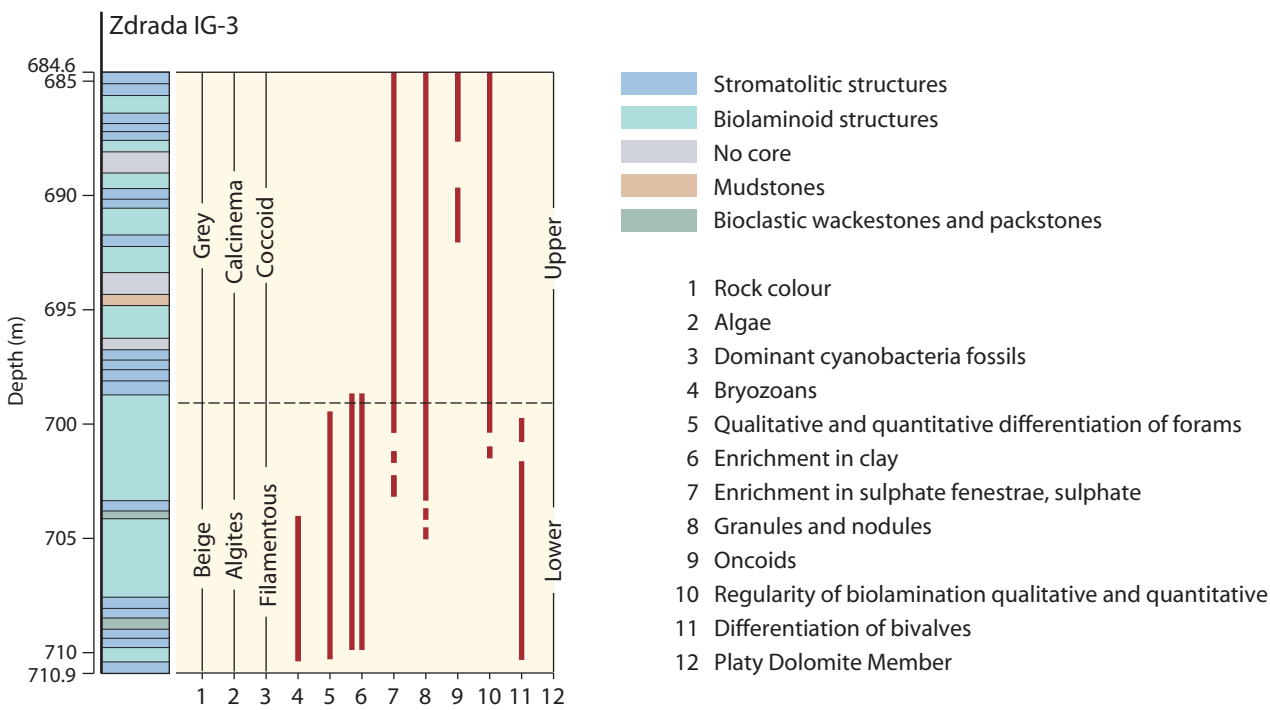 Zdrada IG-3
684.6
685
690
695
700
705
710
710.9
Depth (m)
Grey
Calcinema
Coccoid
Upper
Beige
Algites
Filamentous
Lower
1 2 3 4 5 6 7 8 9 10 11 12
Stromatolitic structures
Biolaminoid structures
No core
Mudstones
Bioclastic wackestones and packstones
1 Rock colour
2 Algae
3 Dominant cyanobacteria fossils
4 Bryozoans
5 Qualitative and quantitative differentiation of forams
6 Enrichment in clay
7 Enrichment in sulphate fenestrae, sulphate
8 Granules and nodules
9 Oncoids
10 Regularity of biolamination qualitative and quantitative
11 Differentiation of bivalves
12 Platy Dolomite Member